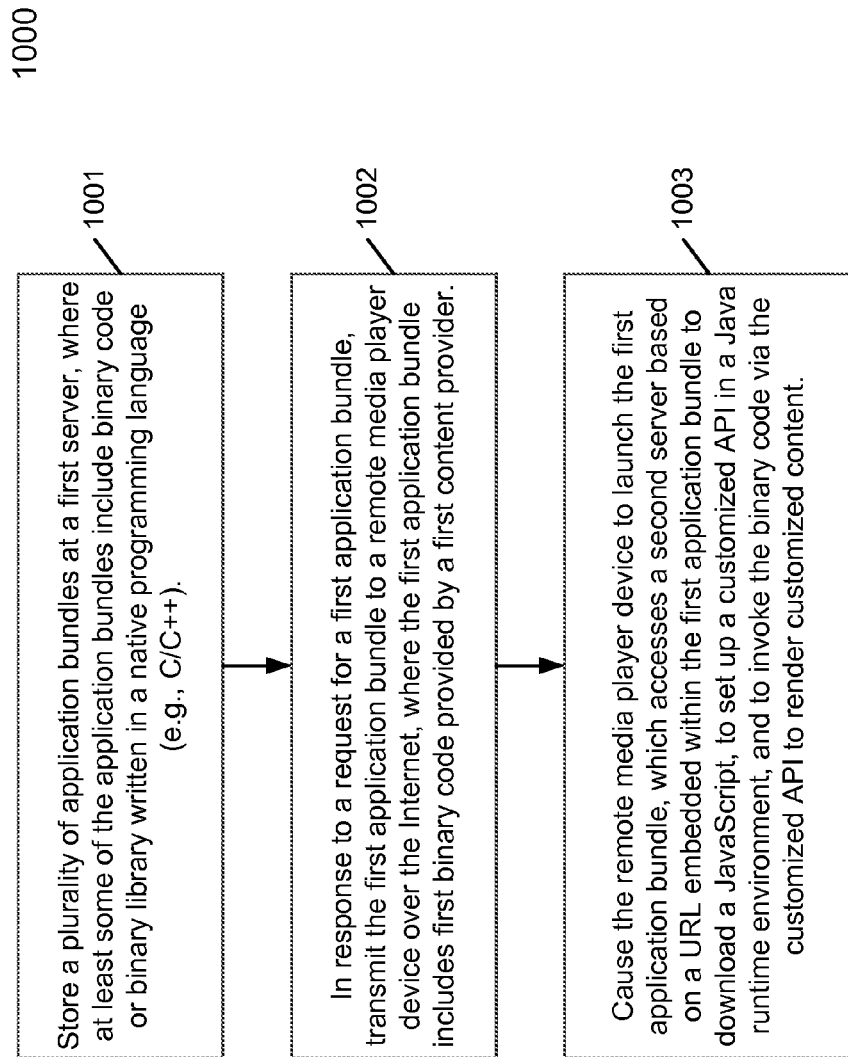 1000
Store a plurality of application bundles at a first server, where
at least some of the application bundles include binary code
or binary library written in a native programming language
(e.g., C/C++).
1001
In response to a request for a first application bundle,
transmit the first application bundle to a remote media player
device over the Internet, where the first application bundle
includes first binary code provided by a first content provider.
1002
Cause the remote media player device to launch the first
application bundle, which accesses a second server based
on a URL embedded within the first application bundle to
download a JavaScript, to set up a customized API in a Java
runtime environment, and to invoke the binary code via the
customized API to render customized content.
1003